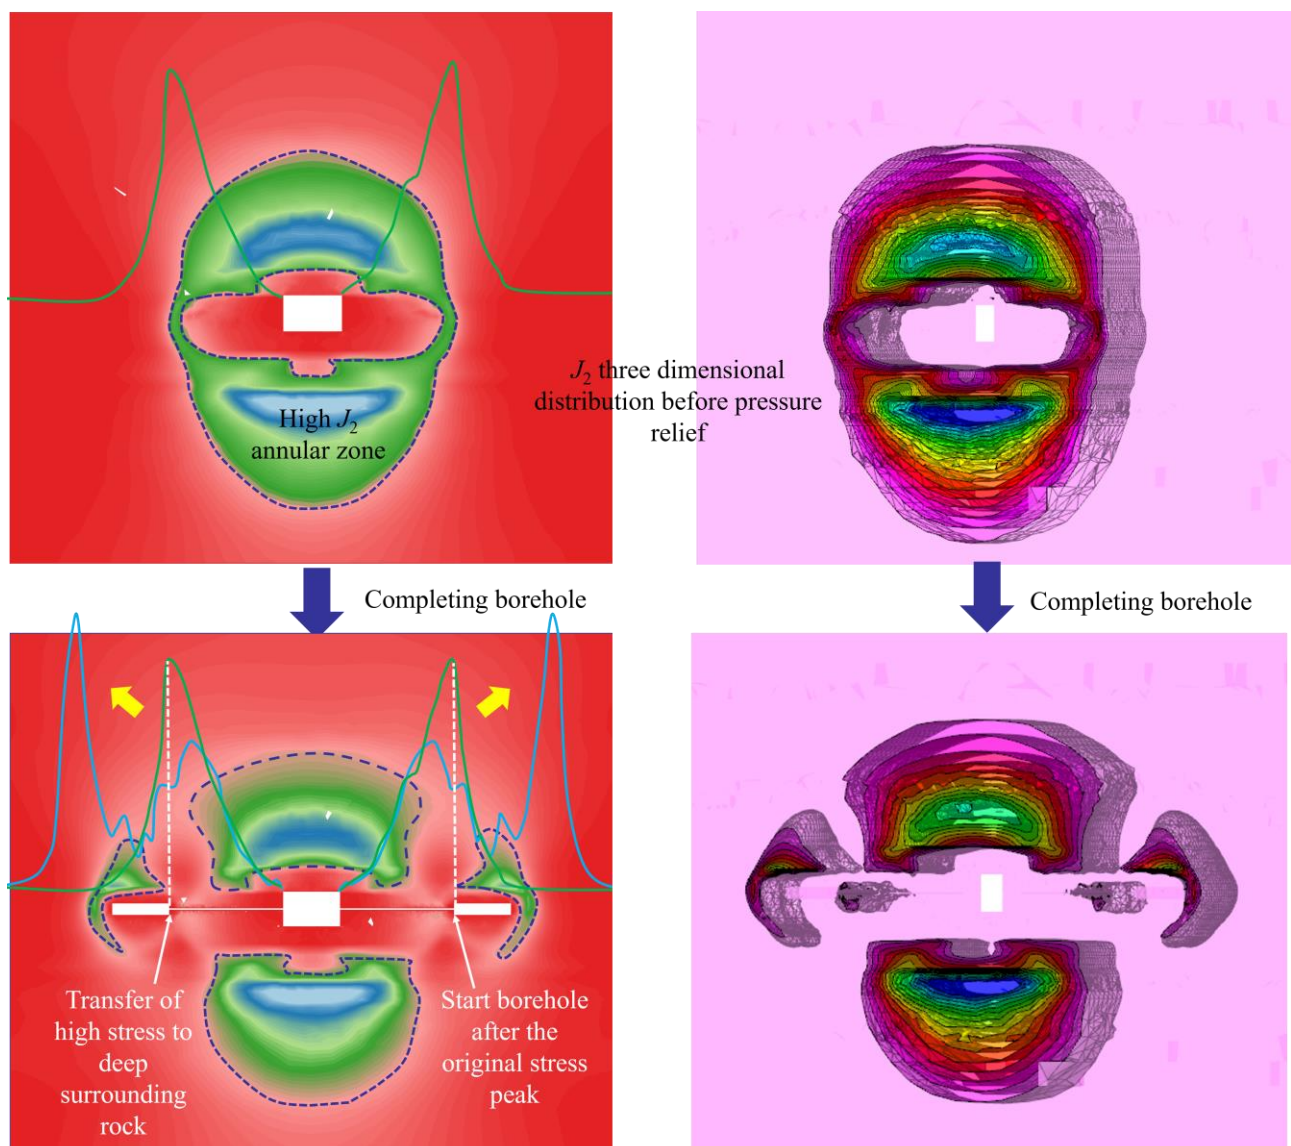 High J2
annular zone
J2 three dimensional
distribution before pressure
relief
Completing borehole
Completing borehole
Transfer of
high stress to
deep
surrounding
rock
Start borehole
after the
original stress
peak